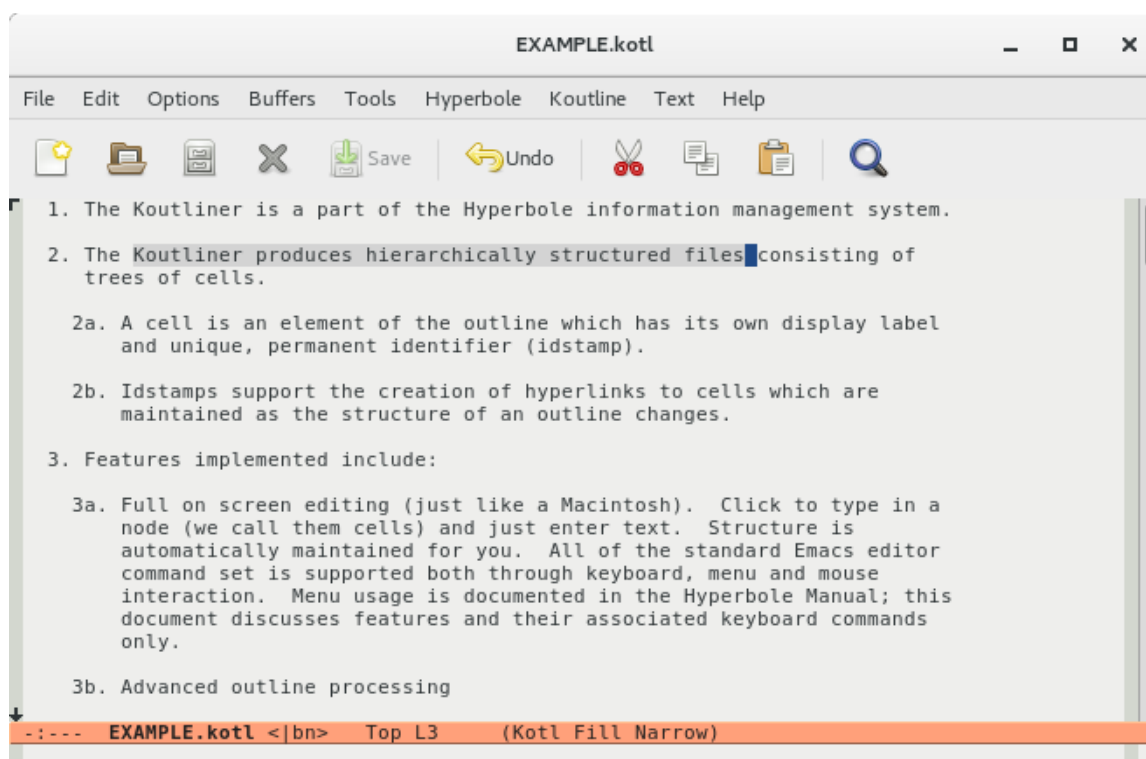 EXAMPLE.kotl
File Edit Options Buffers Tools Hyperbole Koutline Text Help
Save Undo
1. The Koutliner is a part of the Hyperbole information management system.
2. The Koutliner produces hierarchically structured files consisting of
trees of cells.
2a. A cell is an element of the outline which has its own display label
and unique, permanent identifier (idstamp).
2b. Idstamps support the creation of hyperlinks to cells which are
maintained as the structure of an outline changes.
3. Features implemented include:
3a. Full on screen editing (just like a Macintosh).  Click to type in a
node (we call them cells) and just enter text.  Structure is
automatically maintained for you.  All of the standard Emacs editor
command set is supported both through keyboard, menu and mouse
interaction.  Menu usage is documented in the Hyperbole Manual; this
document discusses features and their associated keyboard commands
only.
3b. Advanced outline processing
-:---  EXAMPLE.kotl <|bn>   Top L3     (Kotl Fill Narrow)